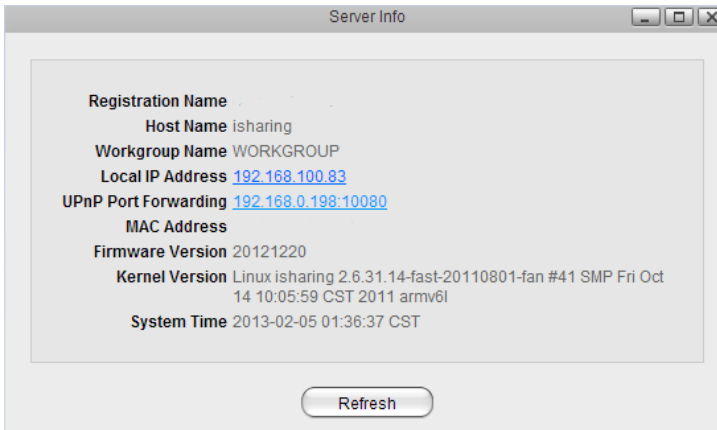 Server Info
Registration Name
Host Name isharing
Workgroup Name WORKGROUP
Local IP Address 192.168.100.83
UPnP Port Forwarding 192.168.0.198:10080
MAC Address
Firmware Version 20121220
Kernel Version Linux isharing 2.6.31.14-fast-20110801-fan #41 SMP Fri Oct
14 10:05:59 CST 2011 armv6l
System Time 2013-02-05 01:36:37 CST
Refresh